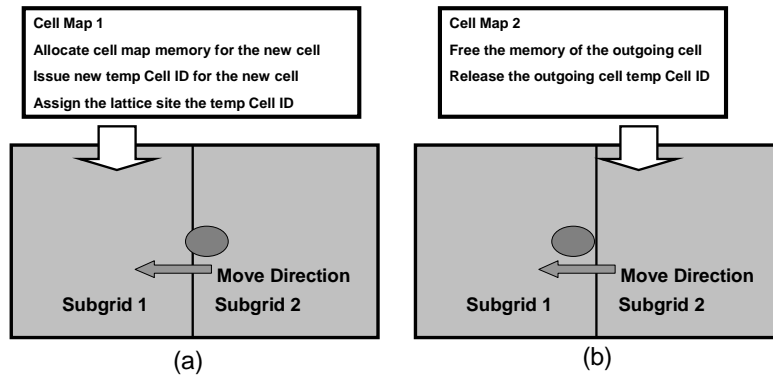 Cell Map 1
Allocate cell map memory for the new cell
Issue new temp Cell ID for the new cell
Assign the lattice site the temp Cell ID
Move Direction
Subgrid 1 Subgrid 2
(a)
Cell Map 2
Free the memory of the outgoing cell
Release the outgoing cell temp Cell ID
Move Direction
Subgrid 1 Subgrid 2
(b)